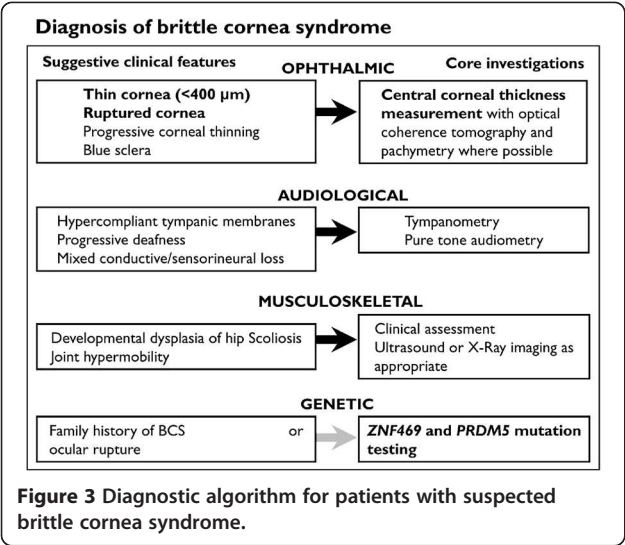 Diagnosis of brittle cornea syndrome
Suggestive clinical features
Core investigations
OPHTHALMIC
Thin cornea (<400 µm)
Ruptured cornea
Progressive corneal thinning
Blue sclera
Central corneal thickness
measurement with optical
coherence tomography and
pachymetry where possible
AUDIOLOGICAL
Hypercompliant tympanic membranes
Progressive deafness
Mixed conductive/sensorineural loss
Tympanometry
Pure tone audiometry
MUSCULOSKELETAL
Developmental dysplasia of hip Scoliosis
Joint hypermobility
Clinical assessment
Ultrasound or X-Ray imaging as
appropriate
GENETIC
Family history of BCS or
ocular rupture
ZNF469 and PRDM5 mutation
testing
Figure 3 Diagnostic algorithm for patients with suspected
brittle cornea syndrome.